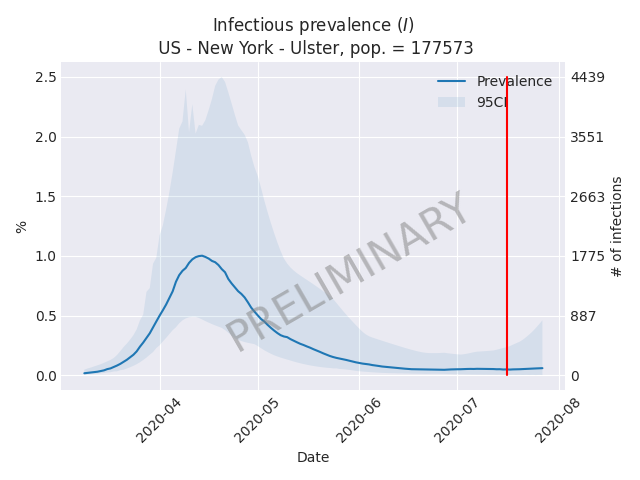 Infectious prevalence (I)
US - New York - Ulster, pop. = 177573
2.5
2.0
1.5
1.0
0.5
0.0
%
Prevalence
95CI
PRELIMINARY
4439
3551
2663
1775
887
0
# of infections
2020-04
2020-05
2020-06
2020-07
2020-08
Date